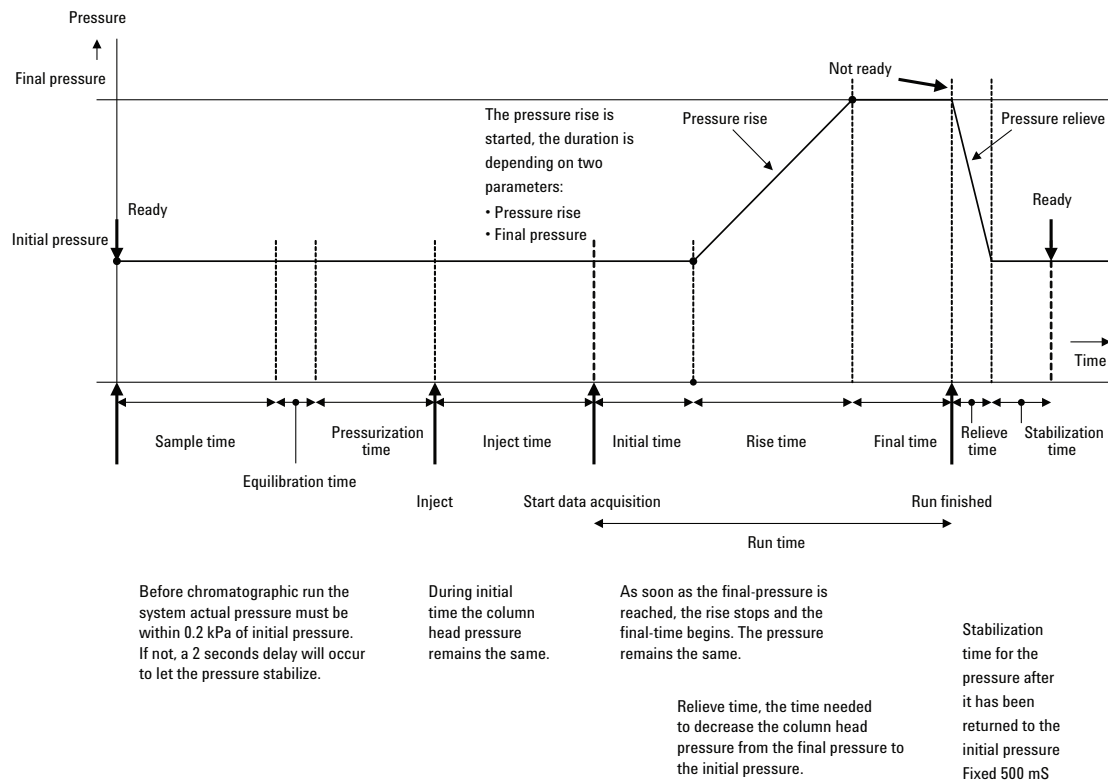 Pressure
Final pressure
Not ready
The pressure rise is
started, the duration is
depending on two
parameters:
• Pressure rise
• Final pressure
Pressure rise
Pressure relieve
Ready
Ready
Initial pressure
Time
Sample time
Equilibration time
Pressurization
time
Inject time
Initial time
Rise time
Final time
Relieve
time
Stabilization
time
Inject
Start data acquisition
Run finished
Run time
Before chromatographic run the
system actual pressure must be
within 0.2 kPa of initial pressure.
If not, a 2 seconds delay will occur
to let the pressure stabilize.
During initial
time the column
head pressure
remains the same.
As soon as the final-pressure is
reached, the rise stops and the
final-time begins. The pressure
remains the same.
Relieve time, the time needed
to decrease the column head
pressure from the final pressure to
the initial pressure.
Stabilization
time for the
pressure after
it has been
returned to the
initial pressure
Fixed 500 mS